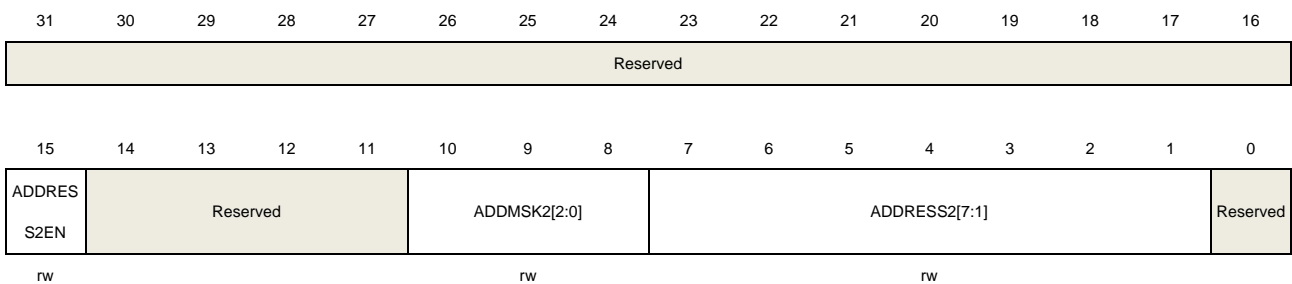 31 30 29 28 27 26 25 24 23 22 21 20 19 18 17 16
Reserved
15 14 13 12 11 10 9 8 7 6 5 4 3 2 1 0
ADDRES
S2EN
Reserved
ADDMSK2[2:0]
ADDRESS2[7:1]
Reserved
rw rw rw